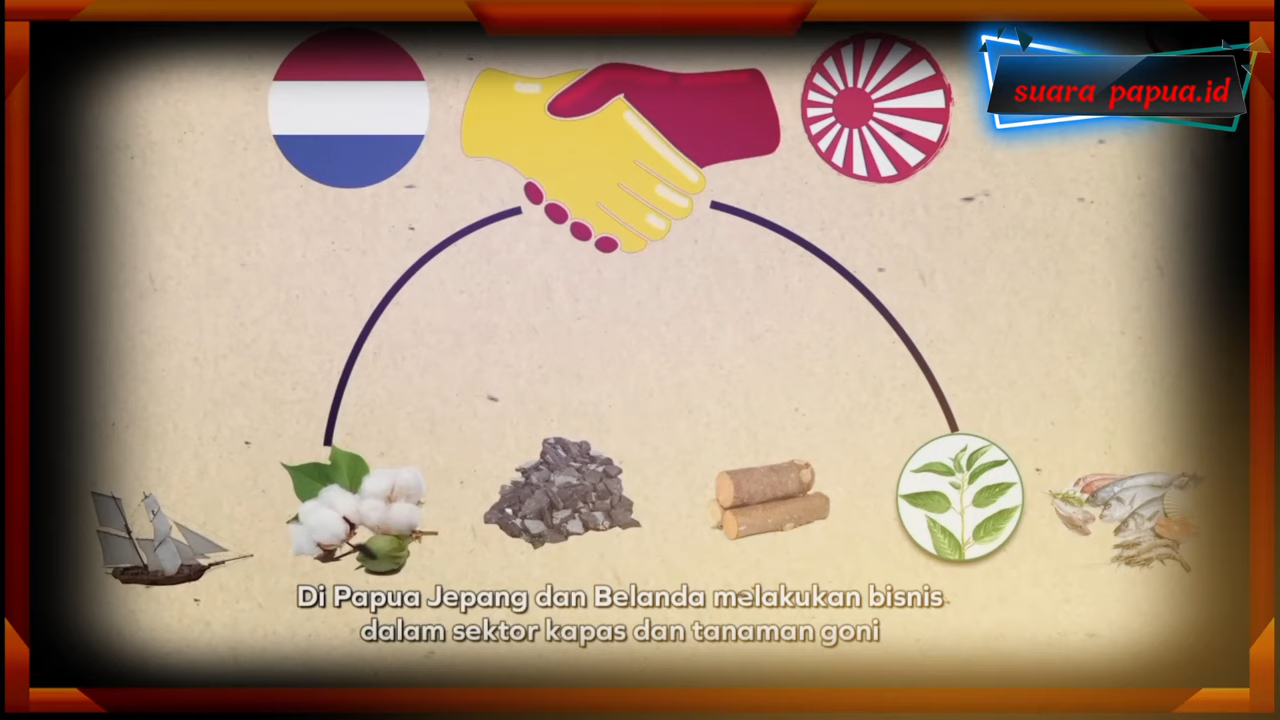 suara papua.id
Di Papua Jepang dan Belanda melakukan bisnis
dalam sektor kapas dan tanaman goni